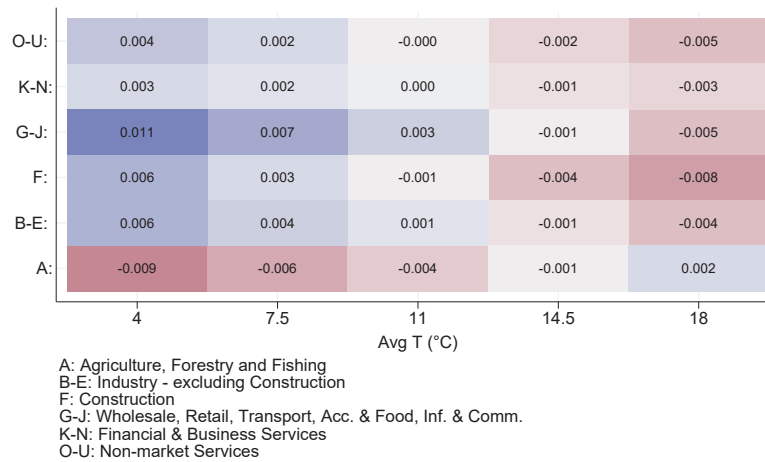 O-U: 0.004 0.002 -0.000 -0.002 -0.005
K-N: 0.003 0.002 0.000 -0.001 -0.003
G-J: 0.011 0.007 0.003 -0.001 -0.005
F: 0.006 0.003 -0.001 -0.004 -0.008
B-E: 0.006 0.004 0.001 -0.001 -0.004
A: -0.009 -0.006 -0.004 -0.001 0.002
4 7.5 11 14.5 18
Avg T (°C)
A: Agriculture, Forestry and Fishing
B-E: Industry - excluding Construction
F: Construction
G-J: Wholesale, Retail, Transport, Acc. & Food, Inf. & Comm.
K-N: Financial & Business Services
O-U: Non-market Services